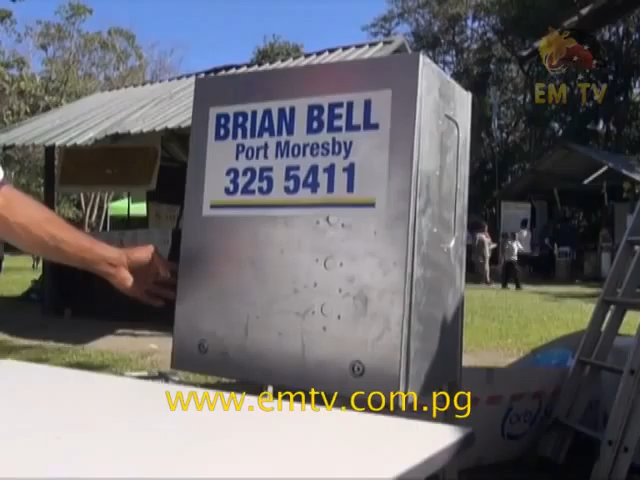 EM TV
BRIAN BELL
Port Moresby
325 5411
www.emtv.com.pg